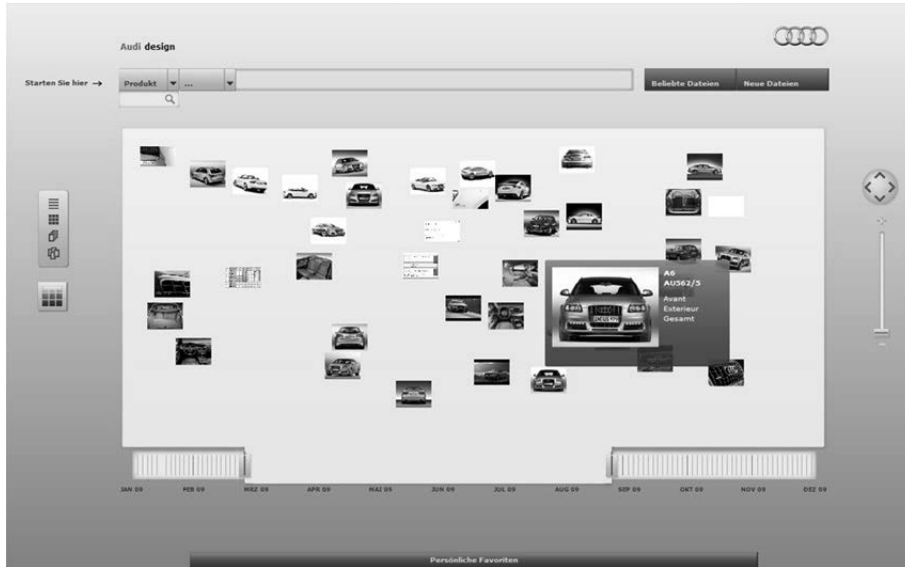 Audi design
Starten Sie hier →
Produkt
...
Beliebte Dateien
Neue Dateien
A6
AU562/5
Avant
Exterieur
Gesamt
JAN 09
FEB 09
MRZ 09
APR 09
MAI 09
JUN 09
JUL 09
AUG 09
SEP 09
OKT 09
NOV 09
DEZ 09
Persönliche Favoriten